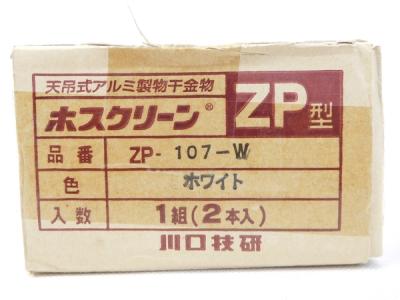 天吊式アルミ製物干金物
ホスクリーン® ZP型
品番 ZP-107-W
色 ホワイト
入数 1組(2本入)
川口技研